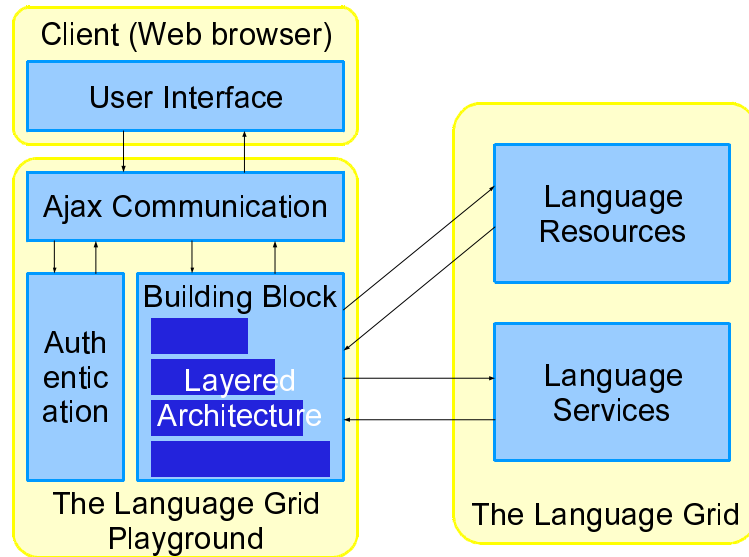 Client (Web browser)
User Interface
Ajax Communication
Auth
entic
ation
Building Block
Layered
Architecture
The Language Grid
Playground
Language
Resources
Language
Services
The Language Grid